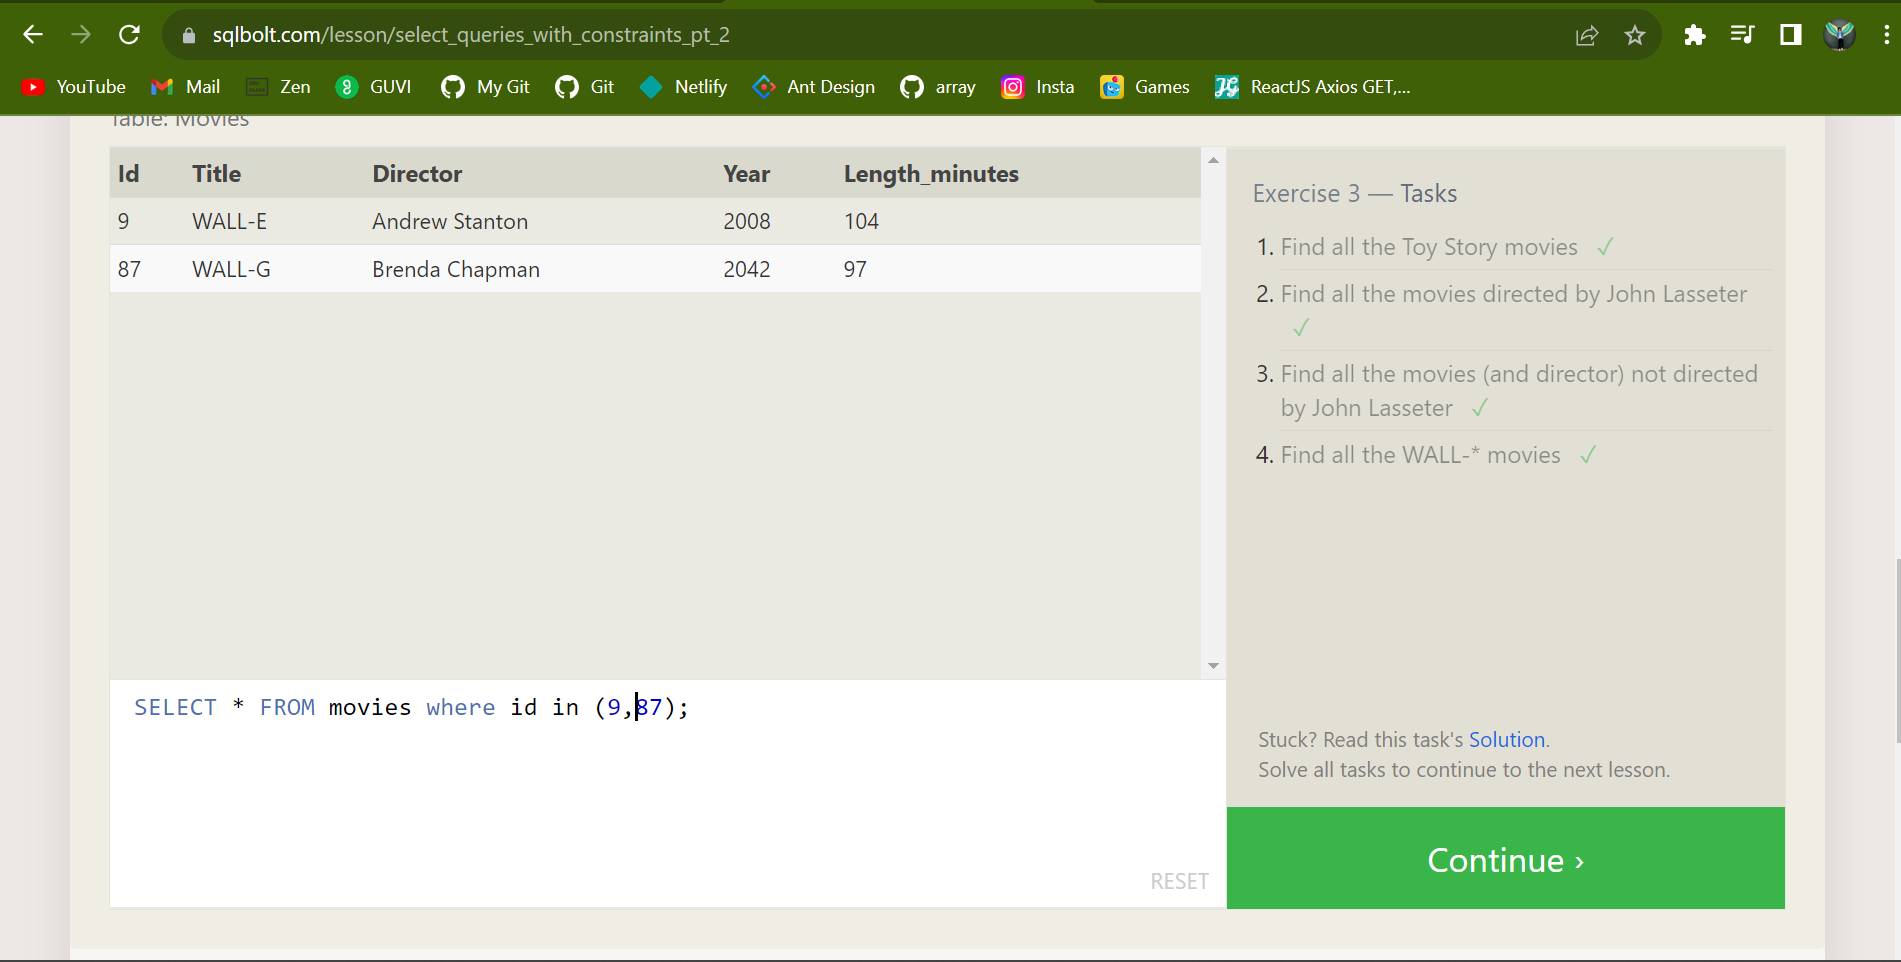 sqlbolt.com/lesson/select_queries_with_constraints_pt_2
YouTube Mail Zen GUVI My Git Git Netlify Ant Design array Insta Games ReactJS Axios GET,...
Table: Movies
Id Title Director Year Length_minutes
9 WALL-E Andrew Stanton 2008 104
87 WALL-G Brenda Chapman 2042 97
SELECT * FROM movies where id in (9,87);
RESET
Exercise 3 — Tasks
1. Find all the Toy Story movies ✓
2. Find all the movies directed by John Lasseter
✓
3. Find all the movies (and director) not directed
by John Lasseter ✓
4. Find all the WALL-* movies ✓
Stuck? Read this task's Solution.
Solve all tasks to continue to the next lesson.
Continue ›